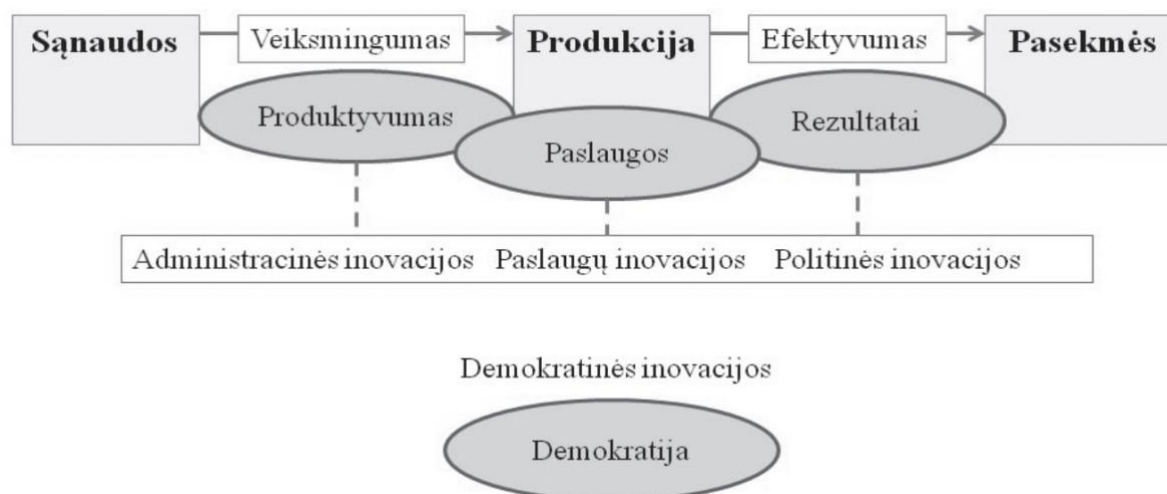 Sąnaudos Veiksmingumas Produkcija Efektyvumas Pasekmės
Produktyvumas
Paslaugos
Rezultatai
Administracinės inovacijos Paslaugų inovacijos Politinės inovacijos
Demokratinės inovacijos
Demokratija